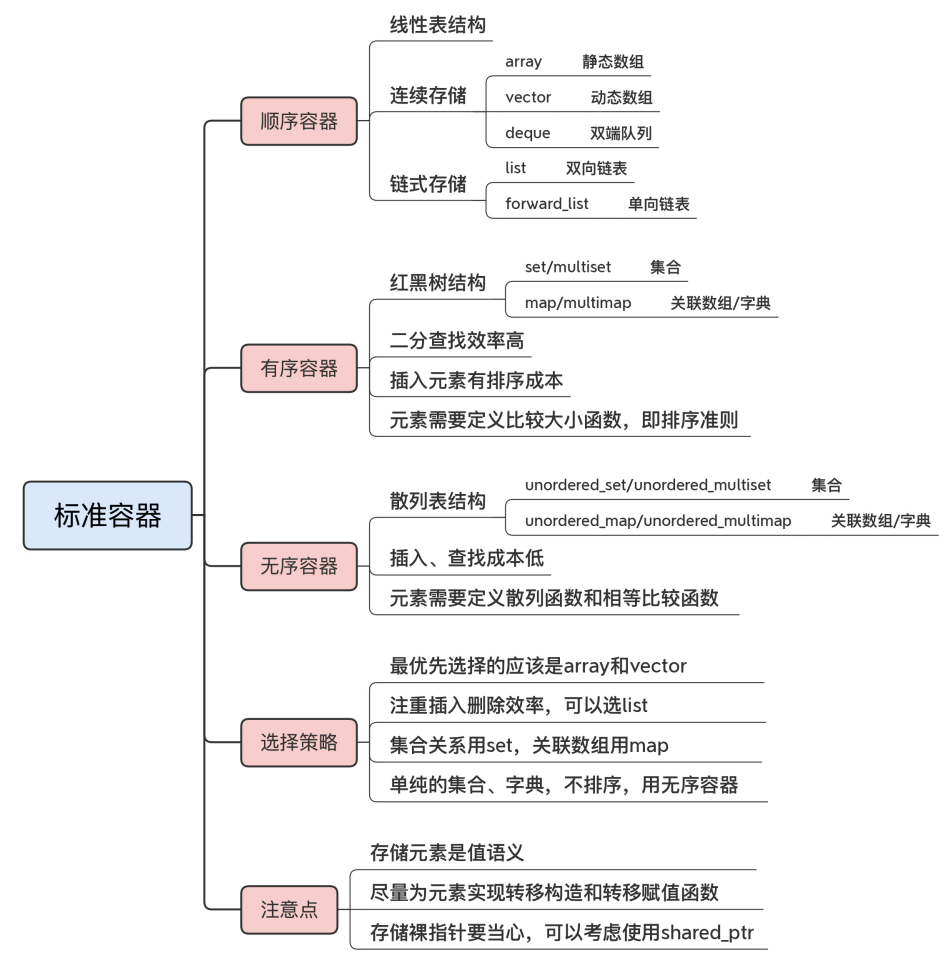 标准容器
顺序容器
线性表结构
连续存储
array 静态数组
vector 动态数组
deque 双端队列
链式存储
list 双向链表
forward_list 单向链表
有序容器
红黑树结构
set/multiset 集合
map/multimap 关联数组/字典
二分查找效率高
插入元素有排序成本
元素需要定义比较大小函数，即排序准则
无序容器
散列表结构
unordered_set/unordered_multiset 集合
unordered_map/unordered_multimap 关联数组/字典
插入、查找成本低
元素需要定义散列函数和相等比较函数
选择策略
最优先选择的应该是array和vector
注重插入删除效率，可以选list
集合关系用set，关联数组用map
单纯的集合、字典，不排序，用无序容器
注意点
存储元素是值语义
尽量为元素实现转移构造和转移赋值函数
存储裸指针要当心，可以考虑使用shared_ptr